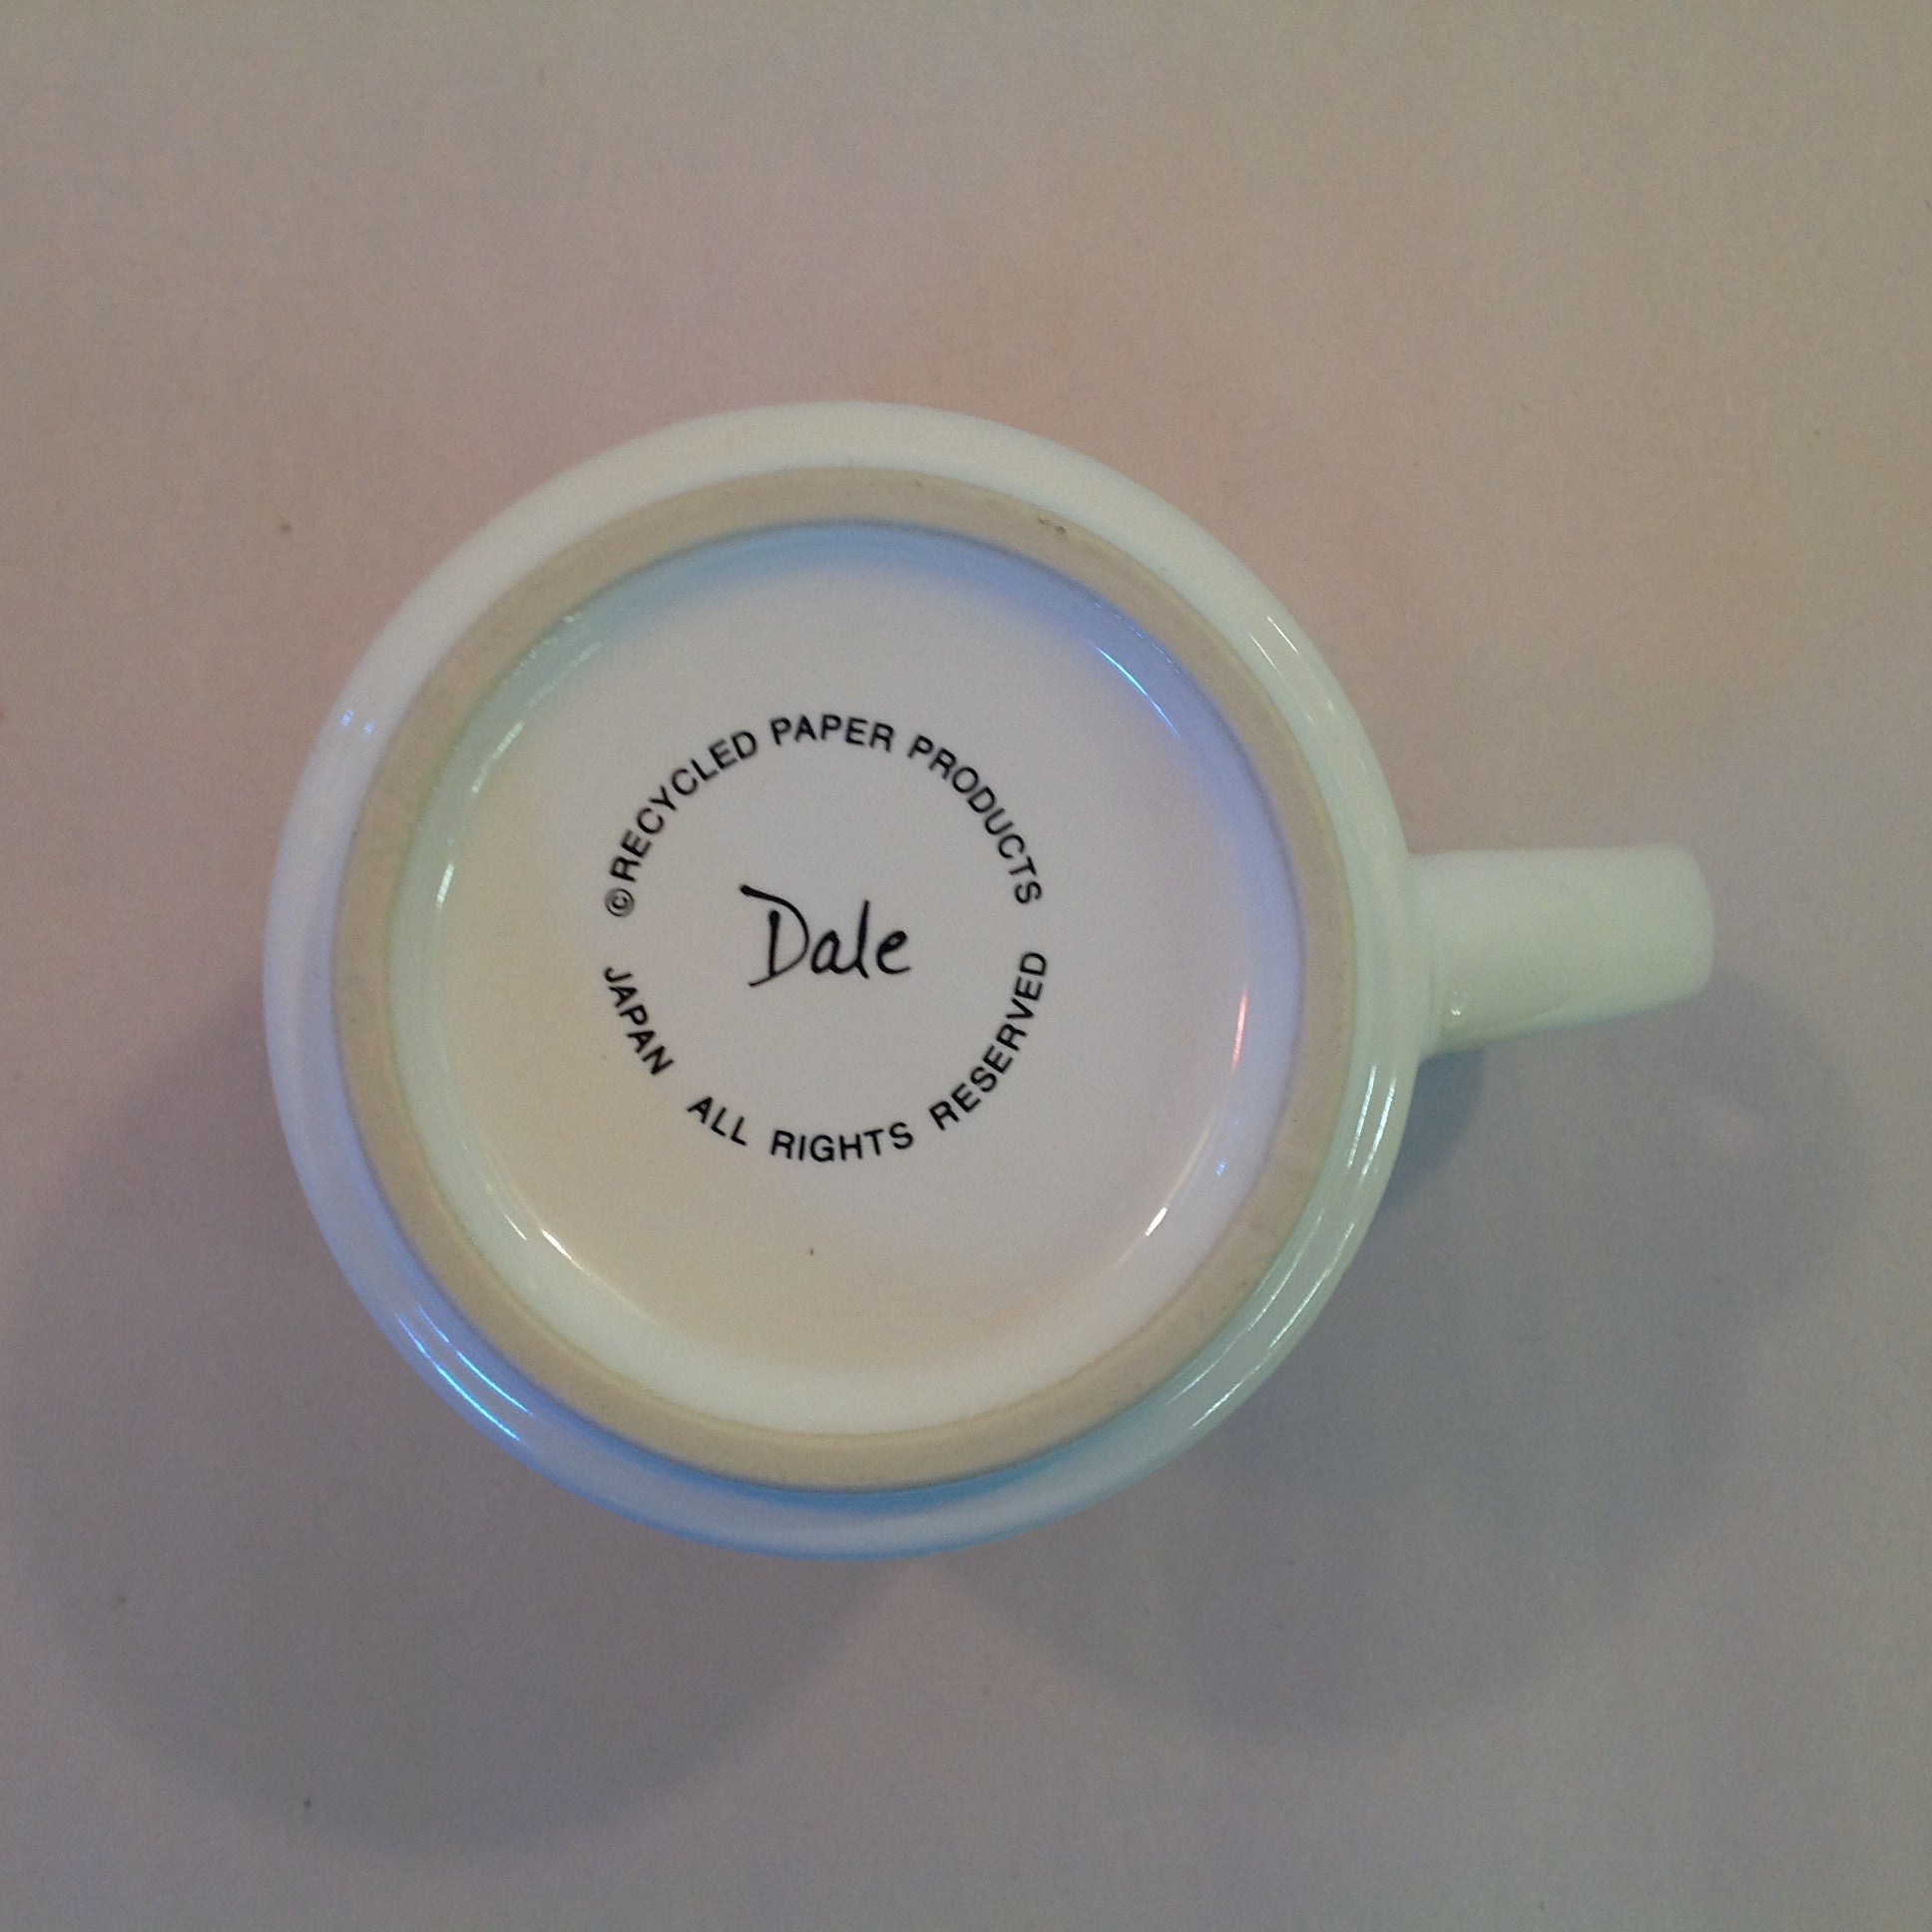 ©RECYCLED PAPER PRODUCTS
Dale
JAPAN ALL RIGHTS RESERVED